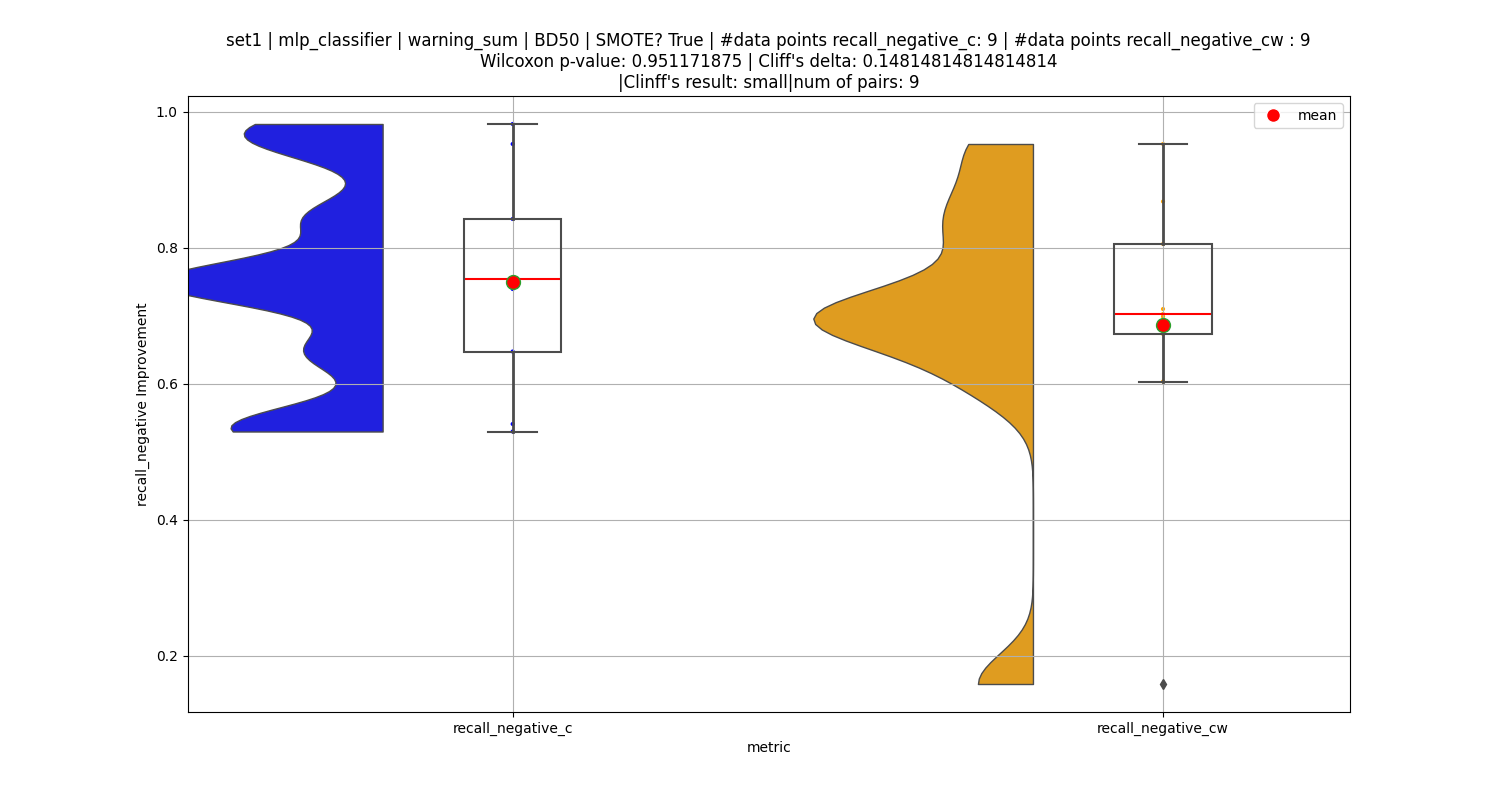 set1 | mlp_classifier | warning_sum | BD50 | SMOTE? True | #data points recall_negative_c: 9 | #data points recall_negative_cw : 9
Wilcoxon p-value: 0.951171875 | Cliff's delta: 0.14814814814814814
|Clinff's result: small|num of pairs: 9
mean
1.0
0.8
0.6
0.4
0.2
recall_negative Improvement
recall_negative_c
recall_negative_cw
metric